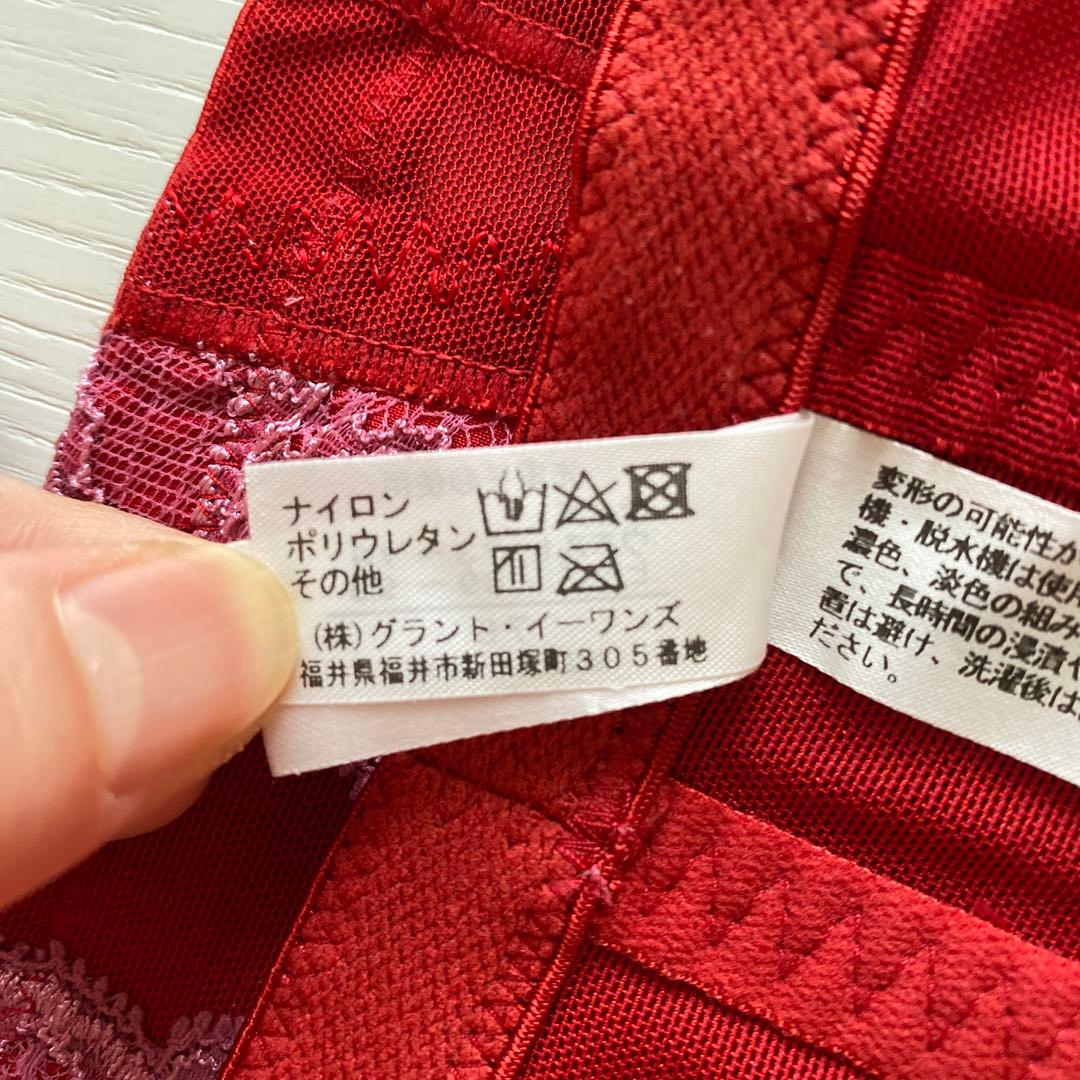 ナイロン
ポリウレタン
その他
(株)グラント・イーワンズ
福井県福井市新田塚町305番地
変形の可能性が
機・脱水機は使用
濃色、淡色の組み
で、長時間の浸漬や
置は避け、洗濯後は
ださい。